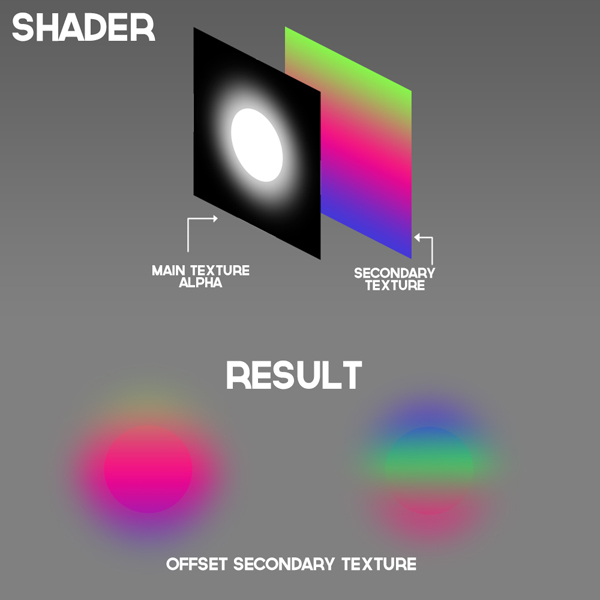 SHADER
MAIN TEXTURE
ALPHA
SECONDARY
TEXTURE
RESULT
OFFSET SECONDARY TEXTURE